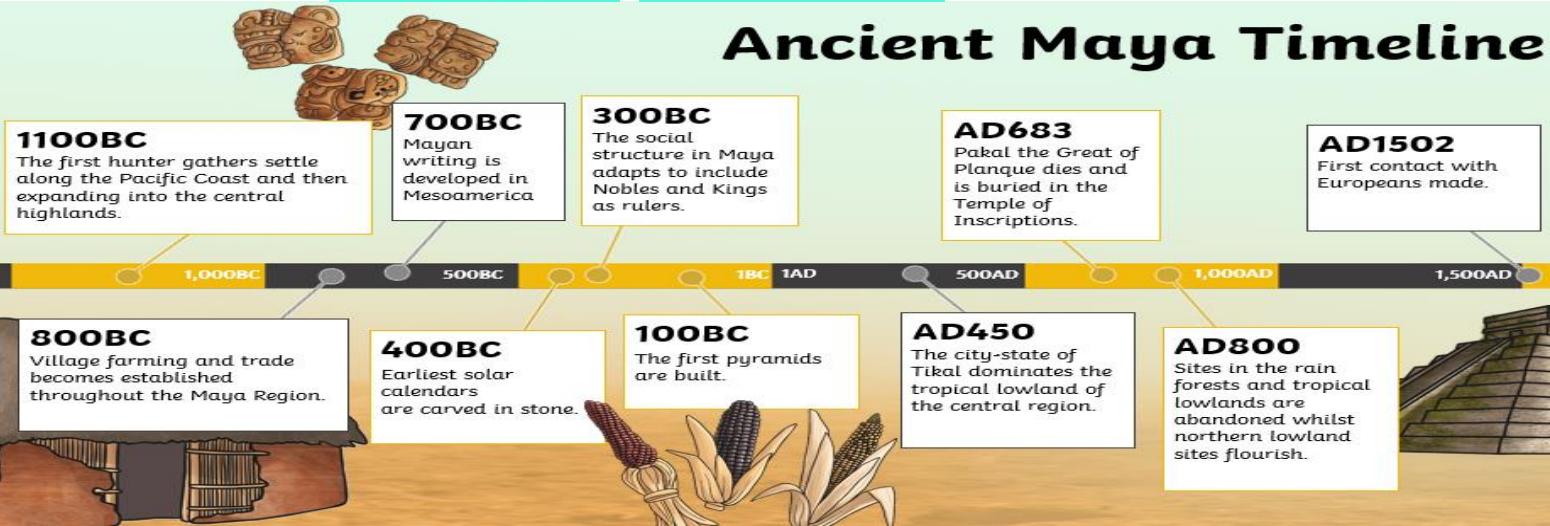 Ancient Maya Timeline
1100BC
The first hunter gathers settle
along the Pacific Coast and then
expanding into the central
highlands.
700BC
Mayan
writing is
developed in
Mesoamerica
300BC
The social
structure in Maya
adapts to include
Nobles and Kings
as rulers.
AD683
Pakal the Great of
Planque dies and
is buried in the
Temple of
Inscriptions.
AD1502
First contact with
Europeans made.
1,000BC
500BC
1BC
1AD
500AD
1,000AD
1,500AD
800BC
Village farming and trade
becomes established
throughout the Maya Region.
400BC
Earliest solar
calendars
are carved in stone.
100BC
The first pyramids
are built.
AD450
The city-state of
Tikal dominates the
tropical lowland of
the central region.
AD800
Sites in the rain
forests and tropical
lowlands are
abandoned whilst
northern lowland
sites flourish.